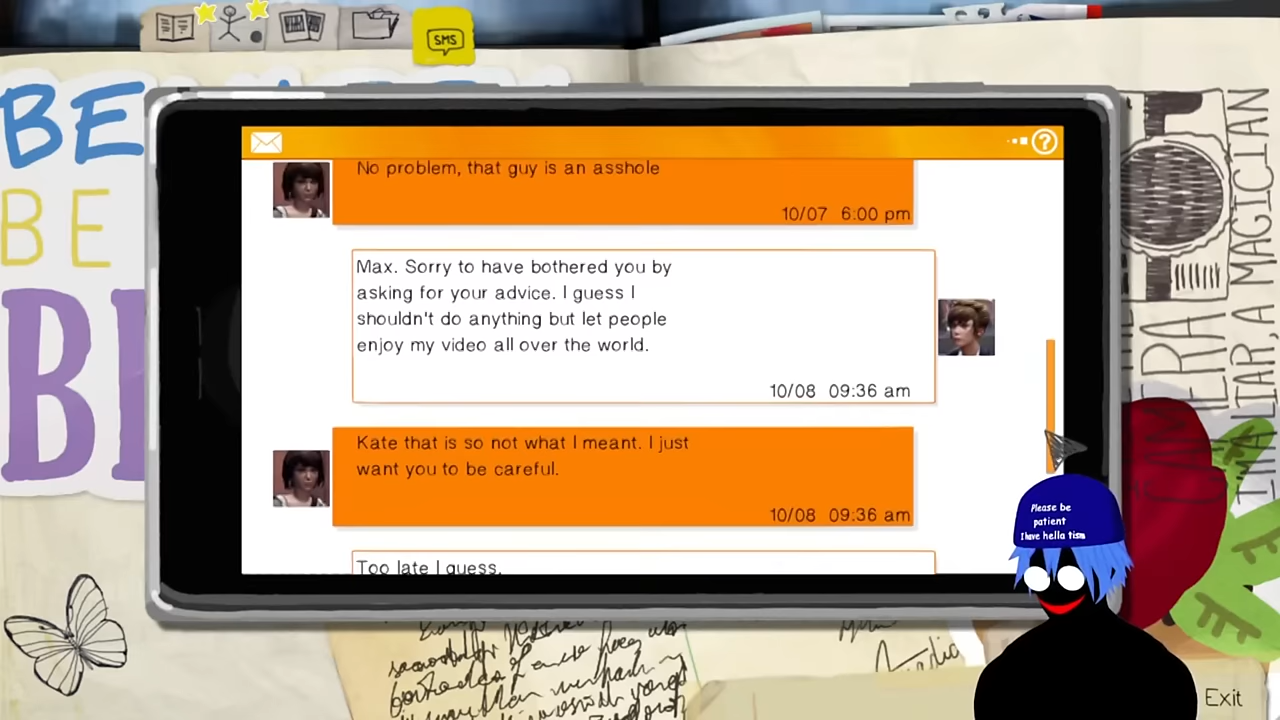 SMS
BE
BE
No problem, that guy is an asshole
10/07 6:00 pm
Max. Sorry to have bothered you by
asking for your advice. I guess I
shouldn't do anything but let people
enjoy my video all over the world.
10/08 09:36 am
Kate that is so not what I meant. I just
want you to be careful.
10/08 09:36 am
Too late I guess.
Please be
patient
I have hella tism
A MAGICIAN
Exit